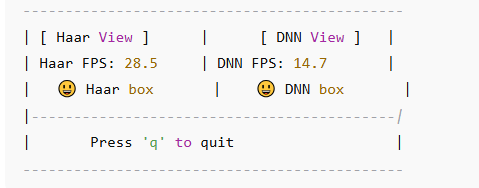 --------------------------------------------
| [ Haar View ]      |      [ DNN View ]   |
| Haar FPS: 28.5     | DNN FPS: 14.7       |
|   😃 Haar box       |    😃 DNN box       |
|-------------------------------------------/
|       Press 'q' to quit                   |
--------------------------------------------